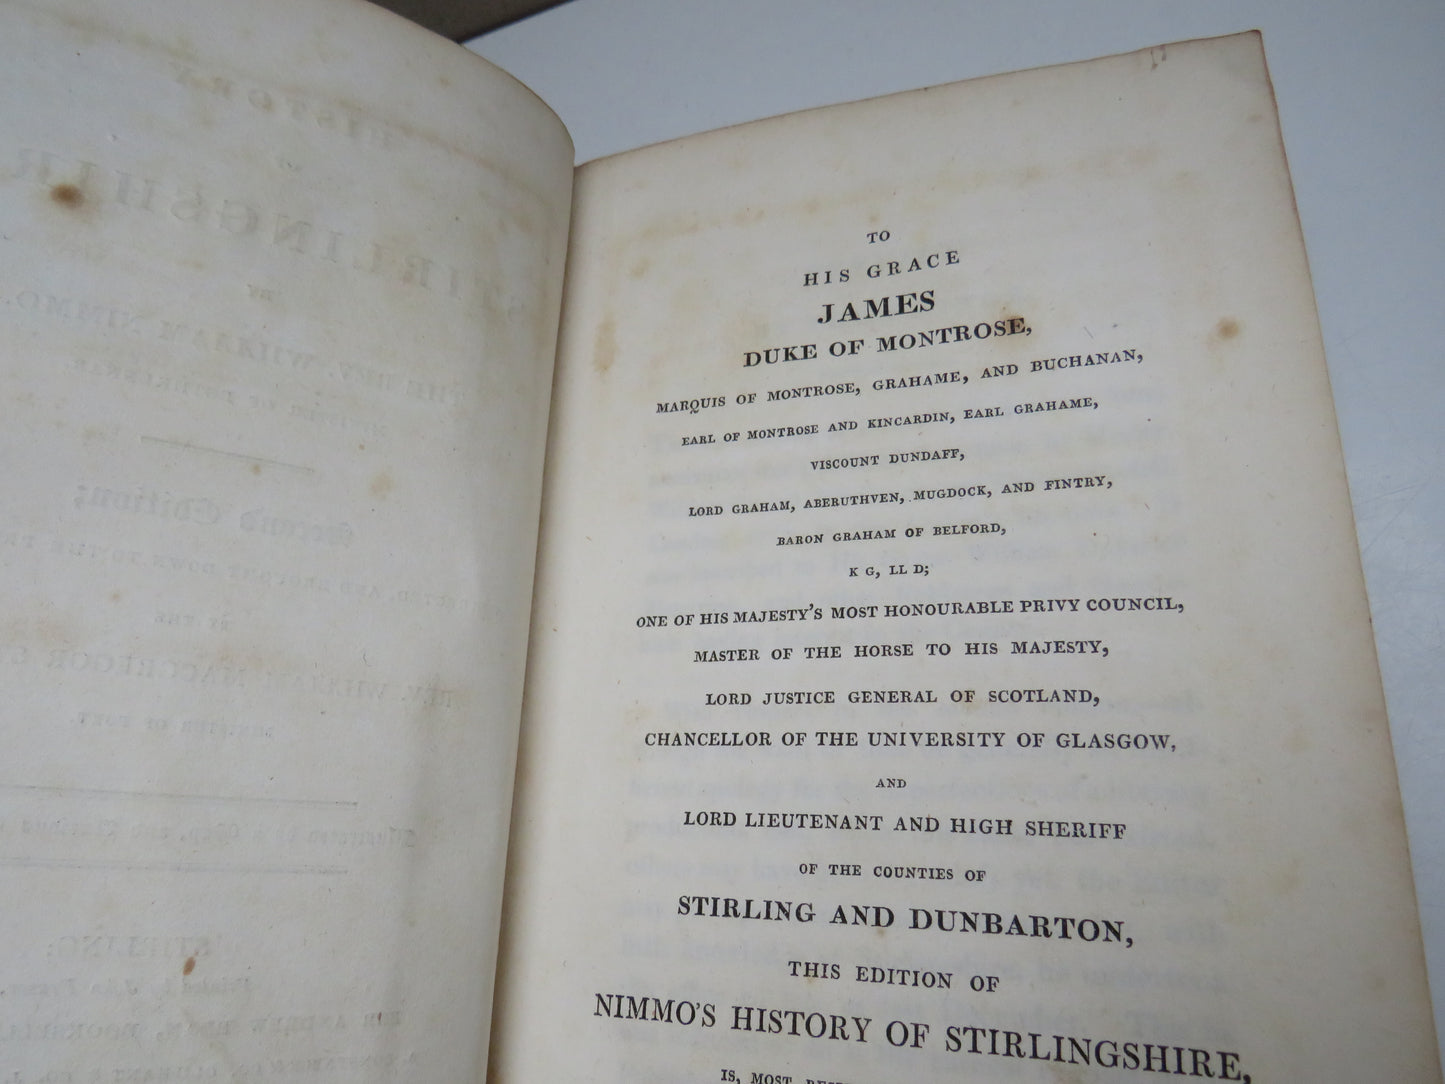 TO
HIS GRACE
JAMES
DUKE OF MONTROSE,
MARQUIS OF MONTROSE, GRAHAME, AND BUCHANAN,
EARL OF MONTROSE AND KINCARDIN, EARL GRAHAME,
VISCOUNT DUNDAFF,
LORD GRAHAM, ABERUTHVEN, MUGDOCK, AND FINTRY,
BARON GRAHAM OF BELFORD,
K G, LL D;
ONE OF HIS MAJESTY'S MOST HONOURABLE PRIVY COUNCIL,
MASTER OF THE HORSE TO HIS MAJESTY,
LORD JUSTICE GENERAL OF SCOTLAND,
CHANCELLOR OF THE UNIVERSITY OF GLASGOW,
AND
LORD LIEUTENANT AND HIGH SHERIFF
OF THE COUNTIES OF
STIRLING AND DUNBARTON,
THIS EDITION OF
NIMMO'S HISTORY OF STIRLINGSHIRE,
IS, MOST